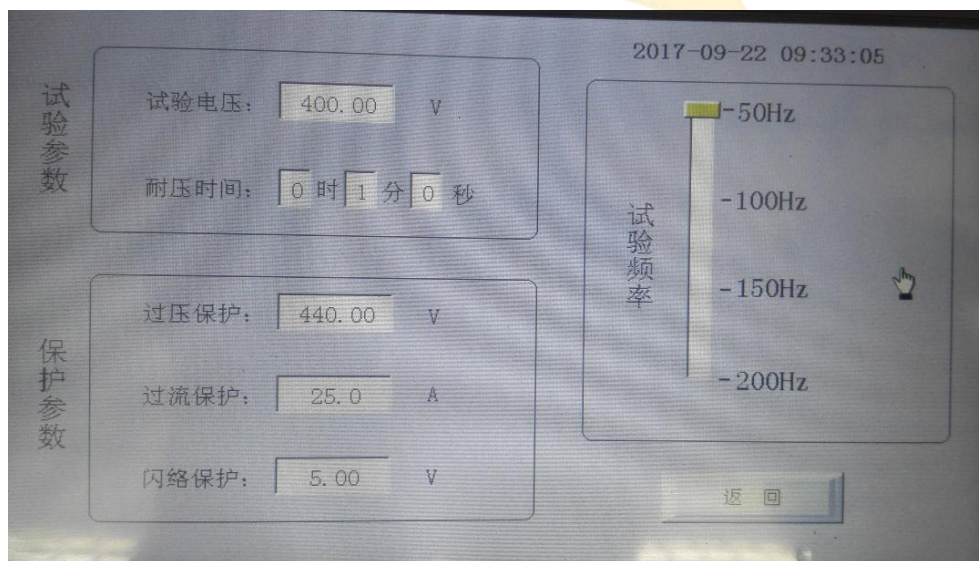 2017-09-22 09:33:05
试验参数
试验电压: 400.00 V
耐压时间: 0 时 1 分 0 秒
保护参数
过压保护: 440.00 V
过流保护: 25.0 A
闪络保护: 5.00 V
试验频率
-50Hz
-100Hz
-150Hz
-200Hz
返回